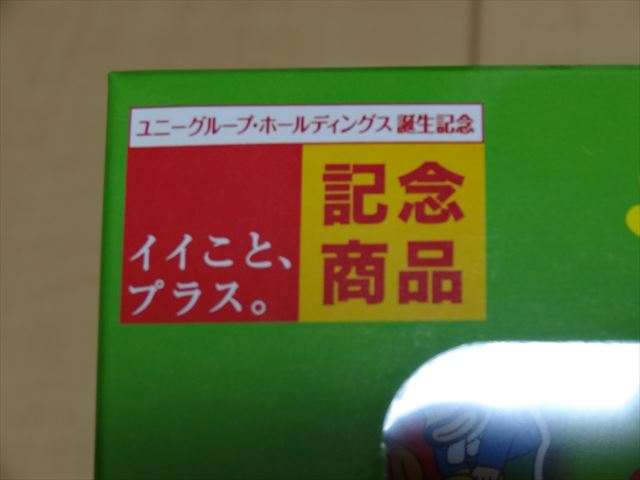 ユニーグループ・ホールディングス 誕生記念
イイこと、
プラス。
記念
商品